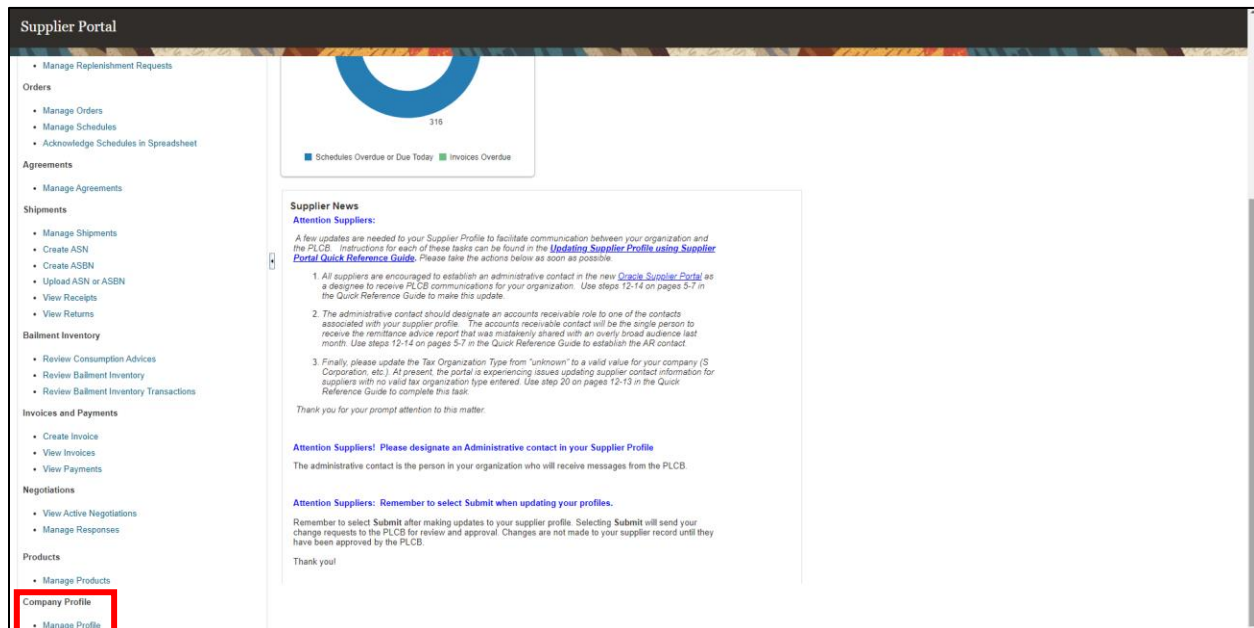 Supplier Portal
Manage Replenishment Requests
Orders
Manage Orders
Manage Schedules
Acknowledge Schedules in Spreadsheet
Agreements
Manage Agreements
Shipments
Manage Shipments
Create ASN
Create ASBN
Upload ASN or ASBN
View Receipts
View Returns
Bailment Inventory
Review Consumption Advices
Review Bailment Inventory
Review Bailment Inventory Transactions
Invoices and Payments
Create Invoice
View Invoices
View Payments
Negotiations
View Active Negotiations
Manage Responses
Products
Manage Products
Company Profile
Manage Profile
316
Schedules Overdue or Due Today Invoices Overdue
Supplier News
Attention Suppliers:
A few updates are needed to your Supplier Profile to facilitate communication between your organization and
the PLCB. Instructions for each of these tasks can be found in the Updating Supplier Profile using Supplier
Portal Quick Reference Guide. Please take the actions below as soon as possible.
1. All suppliers are encouraged to establish an administrative contact in the new Oracle Supplier Portal as
a designee to receive PLCB communications for your organization. Use steps 12-14 on pages 5-7 in
the Quick Reference Guide to make this update.
2. The administrative contact should designate an accounts receivable role to one of the contacts
associated with your supplier profile. The accounts receivable contact will be the single person to
receive the remittance advice report that was mistakenly shared with an overly broad audience last
month. Use steps 12-14 on pages 5-7 in the Quick Reference Guide to establish the AR contact.
3. Finally, please update the Tax Organization Type from "unknown" to a valid value for your company (S
Corporation, etc.). At present, the portal is experiencing issues updating supplier contact information for
suppliers with no valid tax organization type entered. Use step 20 on pages 12-13 in the Quick
Reference Guide to complete this task.
Thank you for your prompt attention to this matter.
Attention Suppliers! Please designate an Administrative contact in your Supplier Profile
The administrative contact is the person in your organization who will receive messages from the PLCB.
Attention Suppliers: Remember to select Submit when updating your profiles.
Remember to select Submit after making updates to your supplier profile. Selecting Submit will send your
change requests to the PLCB for review and approval. Changes are not made to your supplier record until they
have been approved by the PLCB.
Thank you!